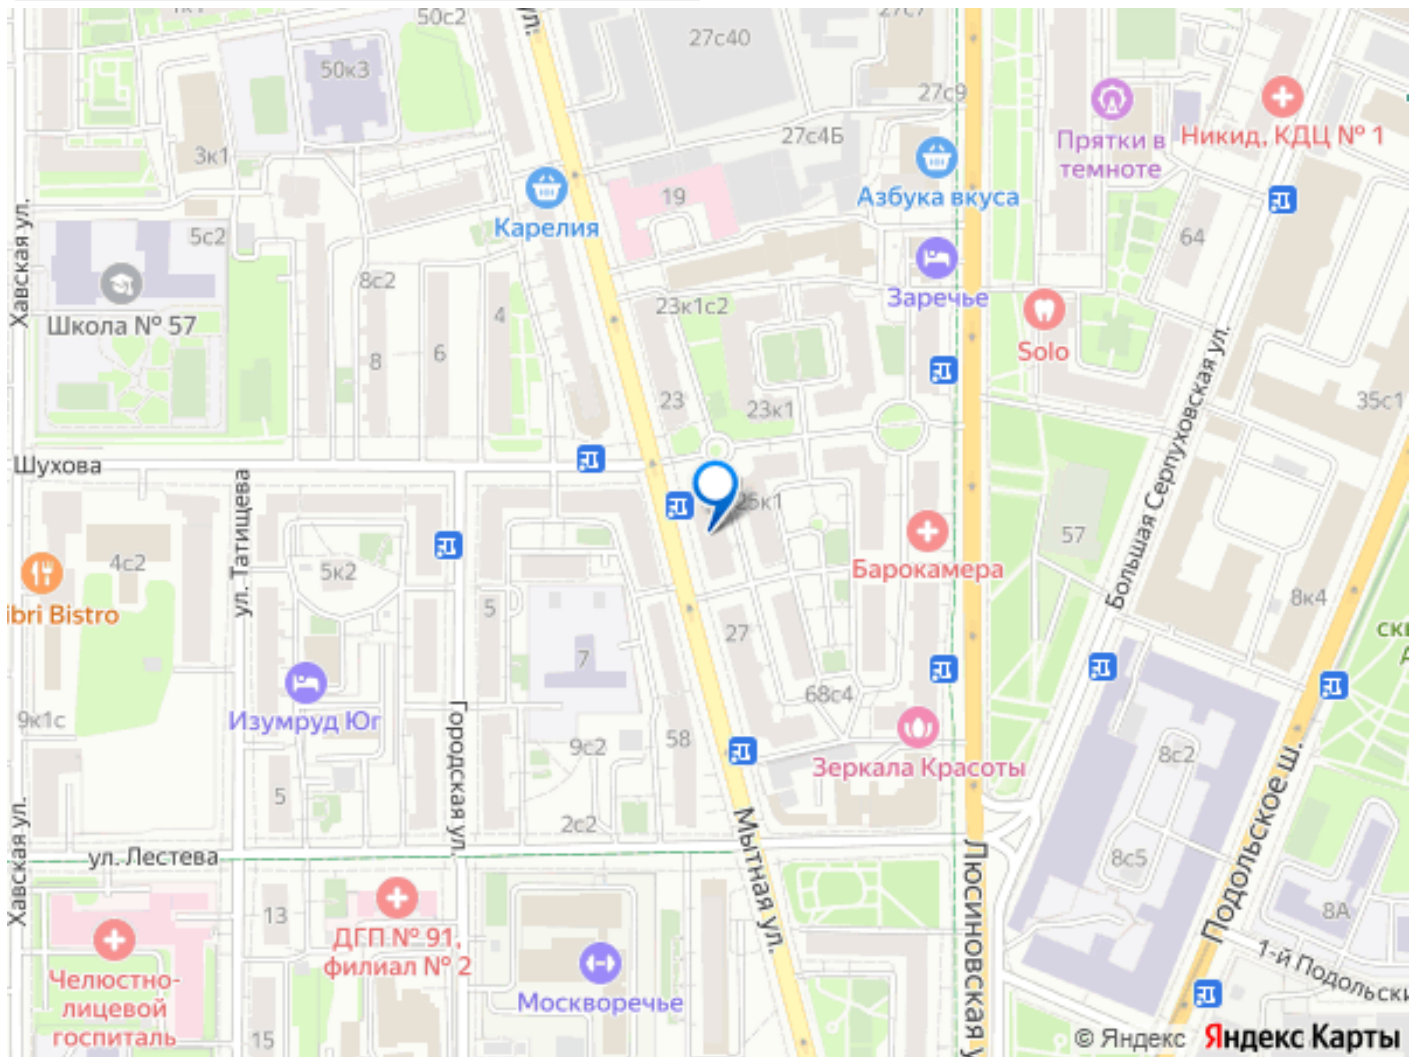 50с2
ул.
27с7
27с40
50к3
27с9
27с4Б
Прятки в
темноте
Никид, КДЦ № 1
3к1
Азбука вкуса
19
Карелия
Хавская ул.
5с2
64
8с2
Заречье
23к1с2
4
Школа № 57
6
8
Solo
Большая Серпуховская ул.
23
23к1
35с1
Шухова
ул. Татищева
25к1
57
4с2
5к2
Барокамера
ibri Bistro
5
8к4
27
СКВ
7
68с4
Изумруд Юг
9к1с
Городская ул.
58
9с2
8с2
Зеркала Красоты
Подольское ш.
5
2с2
Хавская ул.
Мытная ул.
ул. Лестева
Люсиновская у
8с5
13
8А
ДГП № 91,
филиал № 2
1-й Подольски
Челюстно-
лицевой
госпиталь
Москворечье
15
© Яндекс Яндекс Карты